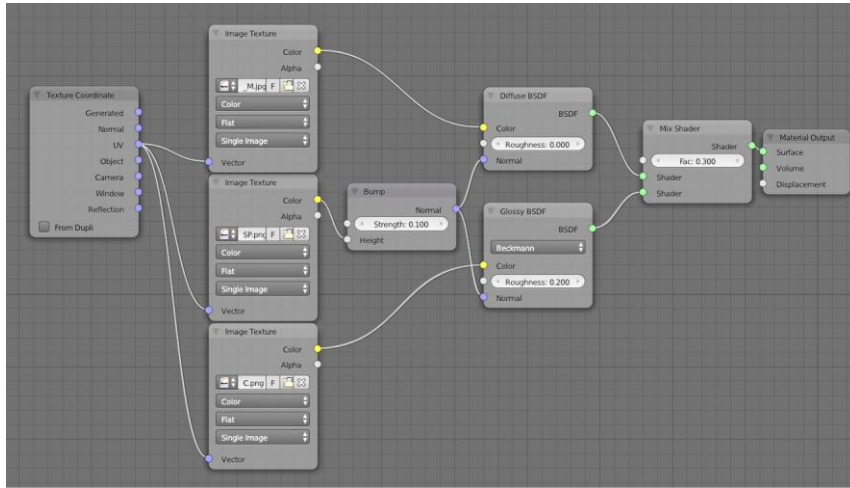 Texture Coordinate
Generated
Normal
UV
Object
Camera
Window
Reflection
From Dupli
Image Texture
Color
Alpha
_M.jpg F
Color
Flat
Single Image
Vector
Image Texture
Color
Alpha
SP.png F
Color
Flat
Single Image
Vector
Image Texture
Color
Alpha
C.png F
Color
Flat
Single Image
Vector
Bump
Normal
Strength: 0.100
Height
Diffuse BSDF
BSDF
Color
Roughness: 0.000
Normal
Glossy BSDF
BSDF
Beckmann
Color
Roughness: 0.200
Normal
Mix Shader
Shader
Fac: 0.300
Shader
Shader
Material Output
Surface
Volume
Displacement